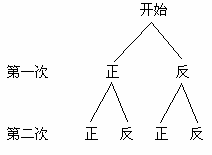 开始
第一次 正 反
第二次 正 反 正 反